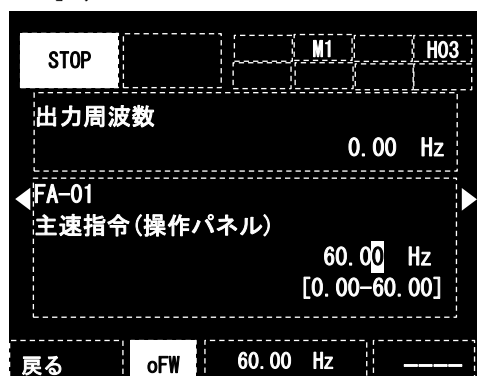 STOP M1 H03
出力周波数
0.00 Hz
FA-01
主速指令(操作パネル)
60.00 Hz
[0.00-60.00]
戻る oFW 60.00 Hz ----